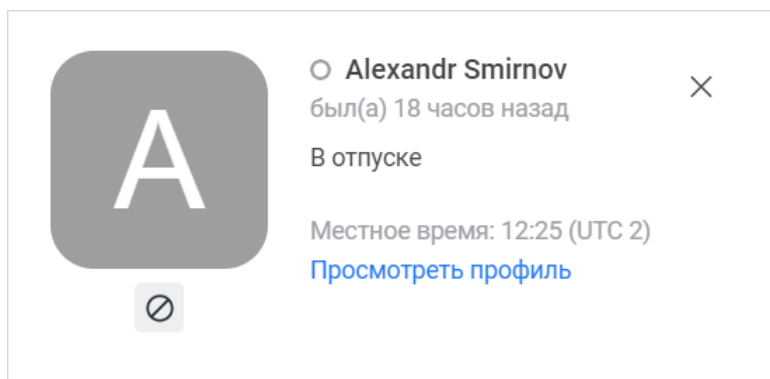 A
Alexandr Smirnov
был(а) 18 часов назад
В отпуске
Местное время: 12:25 (UTC 2)
Просмотреть профиль